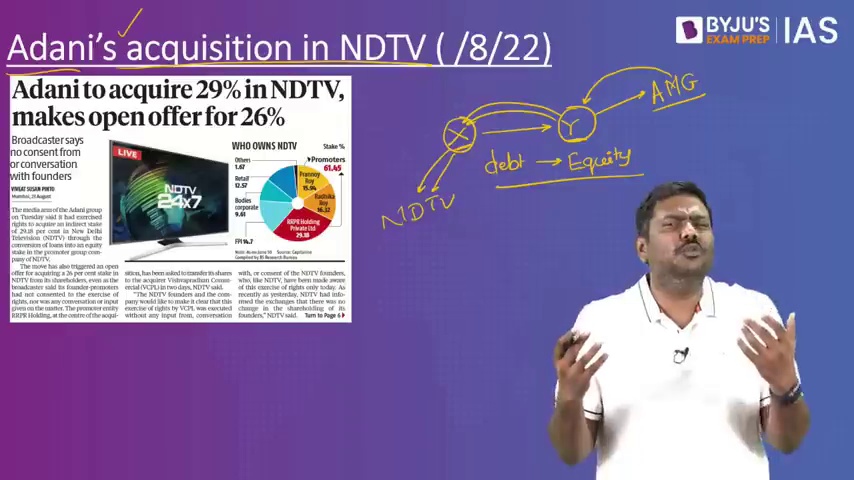 BYJU'S
EXAM PREP
IAS
Adani's acquisition in NDTV ( /8/22)
Adani to acquire 29% in NDTV,
makes open offer for 26%
Broadcaster says
no consent from
or conversation
with founders
VIVEAT SUSAN PINTO
Mumbai, 23 August
The media arm of the Adani group
on Tuesday said it had exercised
rights to acquire an indirect stake
of 29.18 per cent in New Delhi
Television (NDTV) through the
conversion of loans into an equity
stake in the promoter group com-
pany of NDTV.
The move has also triggered an open
offer for acquiring a 26 per cent stake in
NDTV from its shareholders, even as the
broadcaster said its founder-promoters
had not consented to the exercise of
rights, nor was any conversation or input
given on the matter. The promoter entity
RRPR Holding, at the centre of the acqui-
LIVE
NDTV
24x7
WHO OWNS NDTV
Stake %
Others
1.67
Retail
12.57
Bodies
corporate
9.61
FPI 14.7
Promoters
61.45
Prannoy
Roy
15.94
Radhika
Roy
16.32
RRPR Holding
Private Ltd
29.18
Note: As on June 30 Source: Capitaline
Compiled by BS Research Bureau
sition, has been asked to transfer its shares
to the acquirer Vishvapradhan Commer-
cial (VCPL) in two days, NDTV said.
"The NDTV founders and the com-
pany would like to make it clear that this
exercise of rights by VCPL was executed
without any input from, conversation
with, or consent of the NDTV founders,
who, like NDTV, have been made aware
of this exercise of rights only today. As
recently as yesterday, NDTV had info-
rmed the exchanges that there was no
change in the shareholding of its
founders," NDTV said. Turn to Page 6
X
Y
AMG
debt → Equity
NDTV